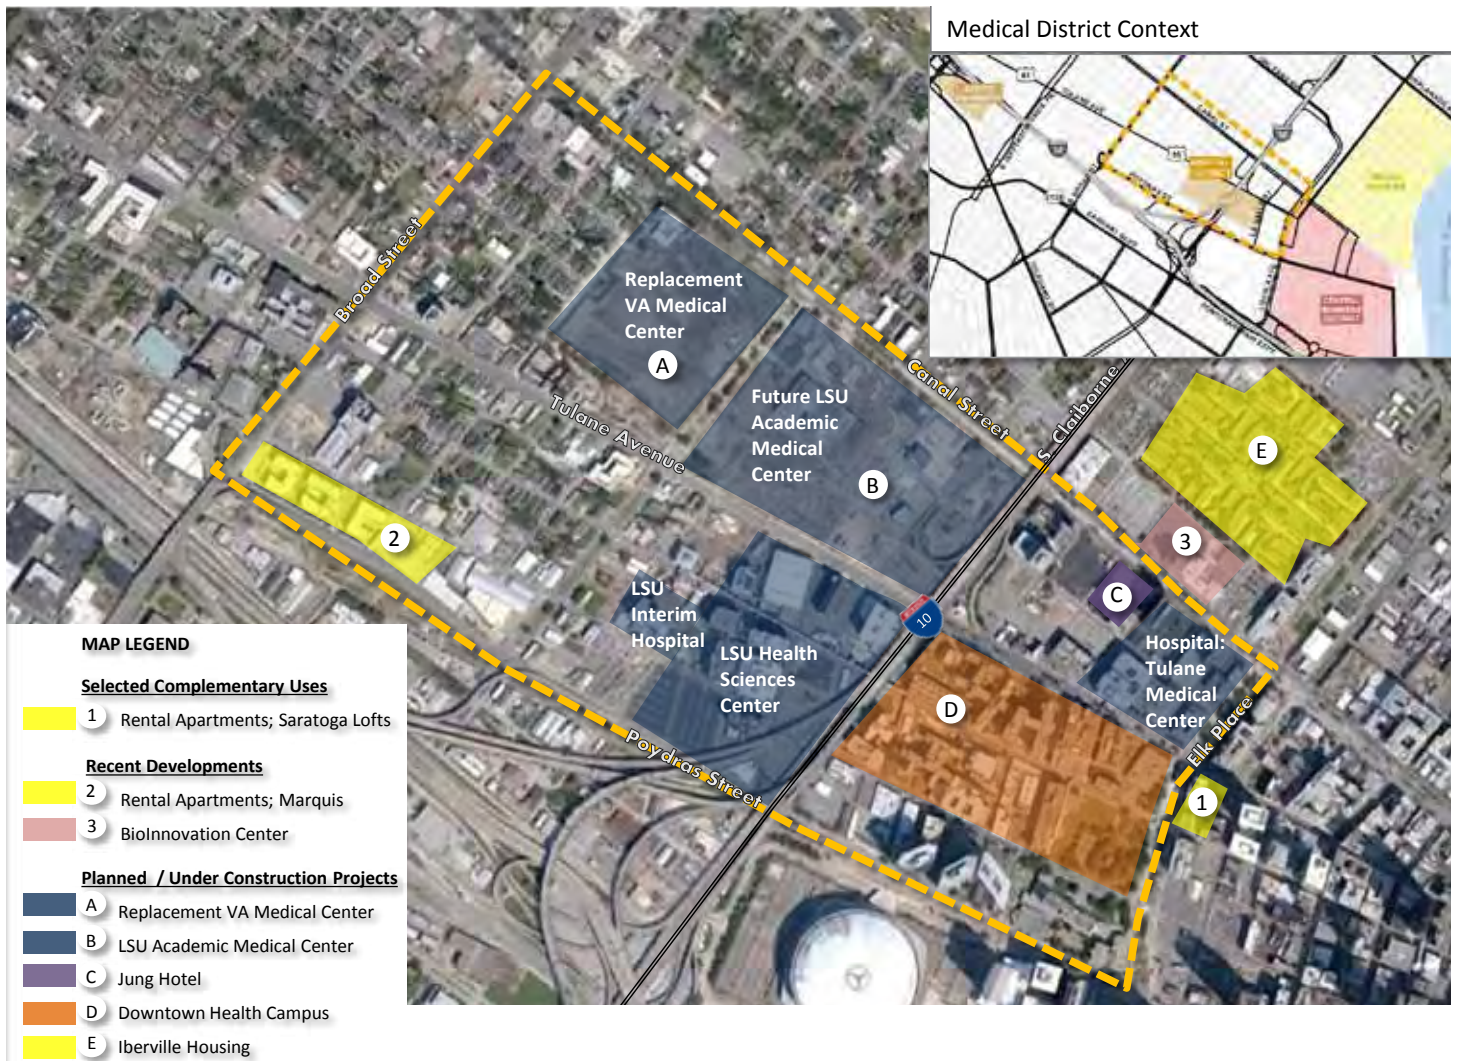 Medical District Context
Broad Street
Replacement
VA Medical
Center
A
Tulane Avenue
Future LSU
Academic
Medical
Center
B
Canal Street
S. Claiborne
E
3
2
C
LSU
Interim
Hospital
10
LSU Health
Sciences
Center
Hospital:
Tulane
Medical
Center
D
Elk Place
Poydras Street
1
MAP LEGEND
Selected Complementary Uses
1 Rental Apartments; Saratoga Lofts
Recent Developments
2 Rental Apartments; Marquis
3 BioInnovation Center
Planned / Under Construction Projects
A Replacement VA Medical Center
B LSU Academic Medical Center
C Jung Hotel
D Downtown Health Campus
E Iberville Housing